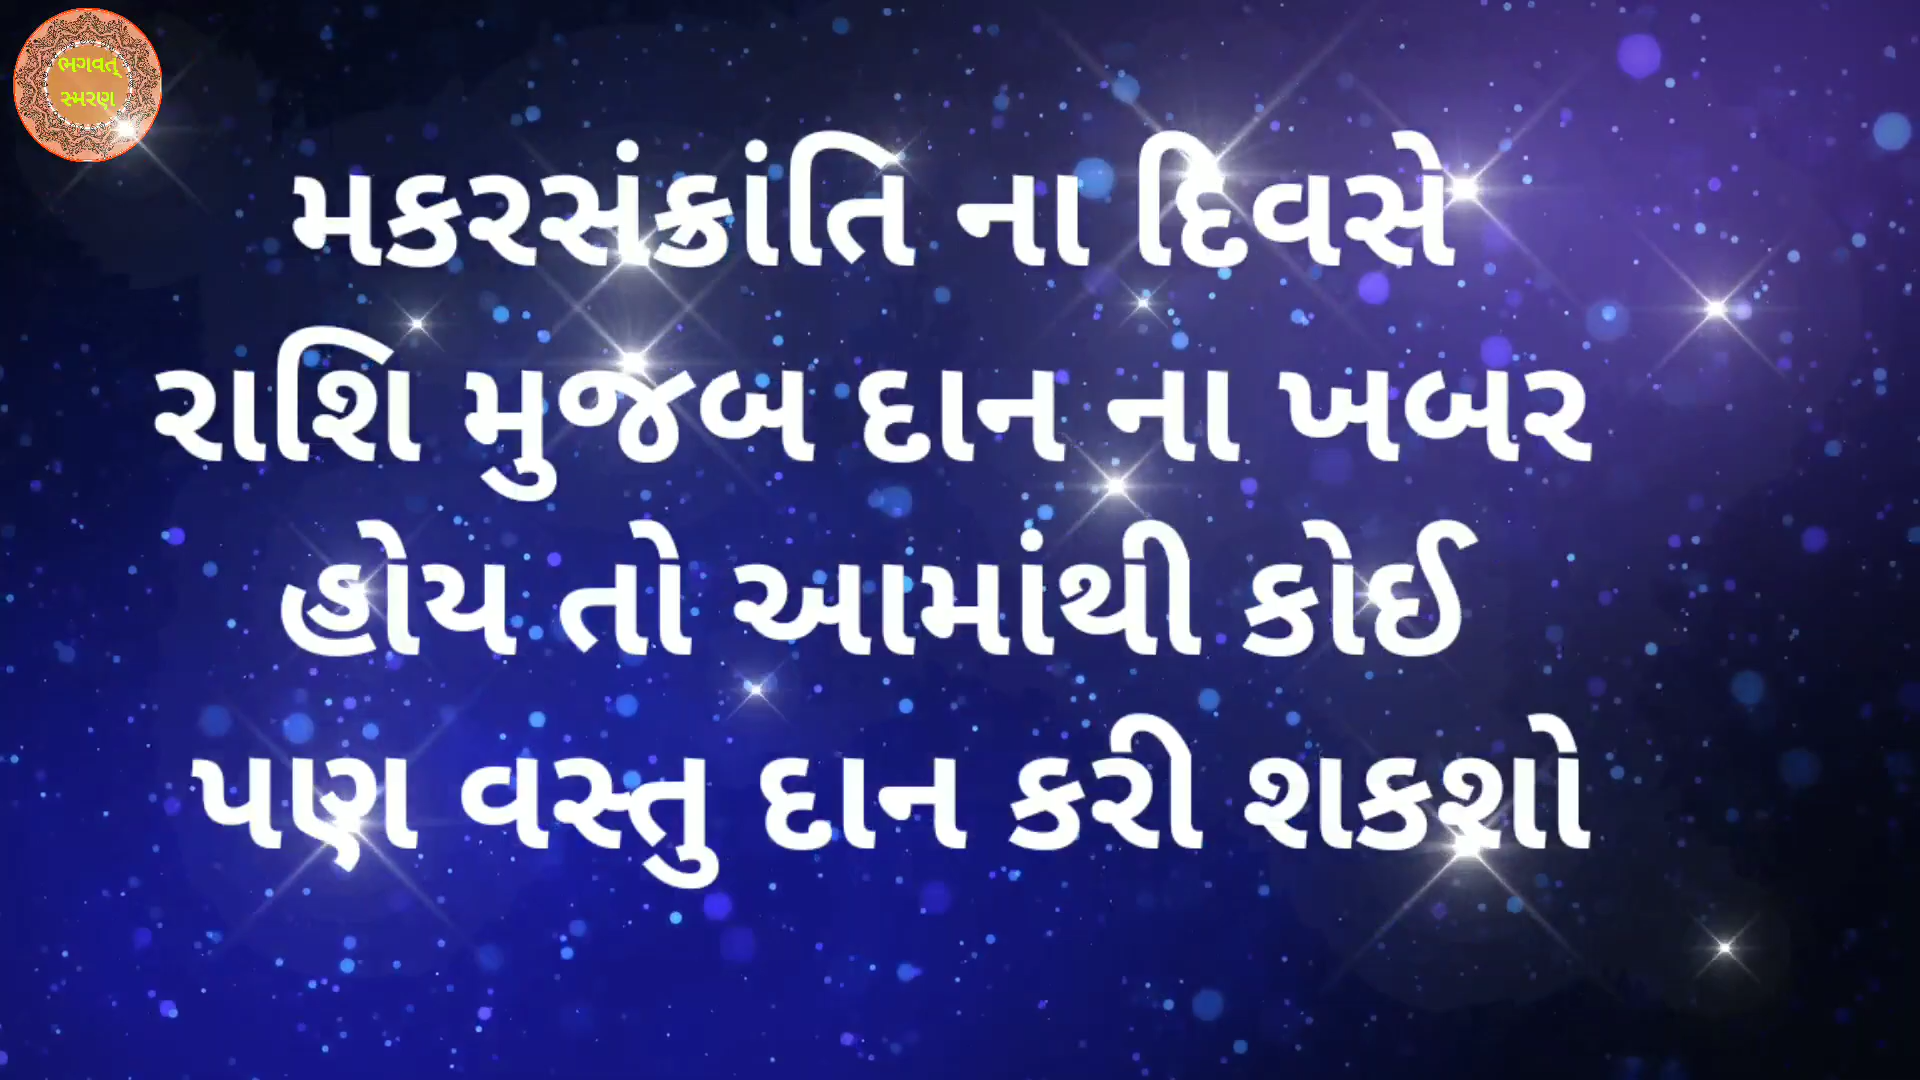 ભગવત્
સ્મરણ
મકરસંક્રાંતિ ના દિવસે
રાશિ મુજબ દાન ના ખબર
હોય તો આમાંથી કોઈ
પણ વસ્તુ દાન કરી શકશો